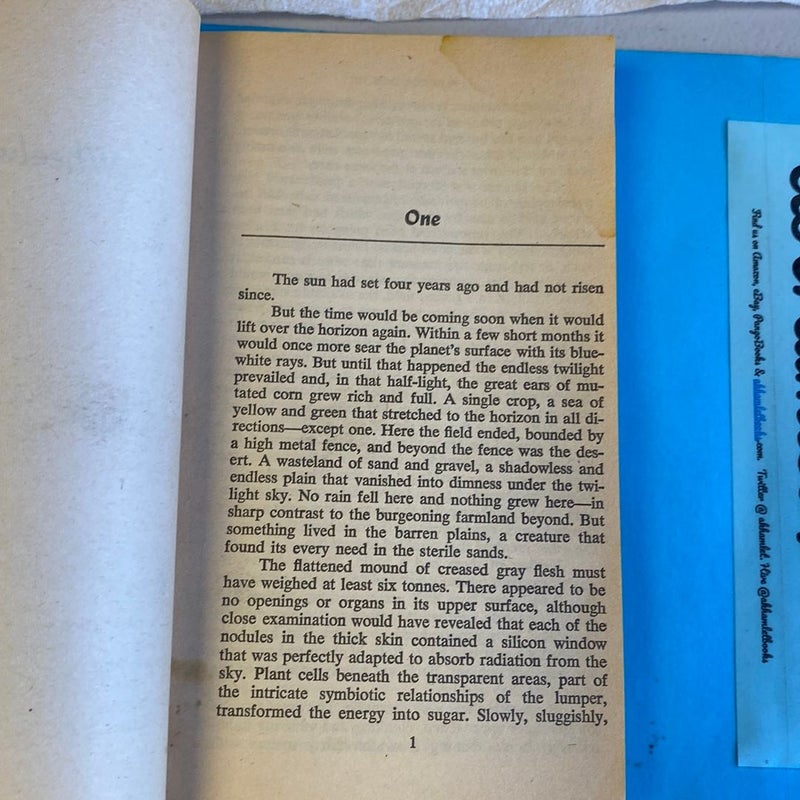 One
The sun had set four years ago and had not risen
since.
But the time would be coming soon when it would
lift over the horizon again. Within a few short months it
would once more sear the planet's surface with its blue-
white rays. But until that happened the endless twilight
prevailed and, in that half-light, the great ears of mu-
tated corn grew rich and full. A single crop, a sea of
yellow and green that stretched to the horizon in all di-
rections—except one. Here the field ended, bounded by
a high metal fence, and beyond the fence was the des-
ert. A wasteland of sand and gravel, a shadowless and
endless plain that vanished into dimness under the twi-
light sky. No rain fell here and nothing grew here—in
sharp contrast to the burgeoning farmland beyond. But
something lived in the barren plains, a creature that
found its every need in the sterile sands.
The flattened mound of creased gray flesh must
have weighed at least six tonnes. There appeared to be
no openings or organs in its upper surface, although
close examination would have revealed that each of the
nodules in the thick skin contained a silicon window
that was perfectly adapted to absorb radiation from the
sky. Plant cells beneath the transparent areas, part of
the intricate symbiotic relationships of the lumper,
transformed the energy into sugar. Slowly, sluggishly,
1
Find us on Amazon, eBay, PangoBooks & akhamletbooks.com. Twitter @ akhamlet. Hive @akhamletbooks